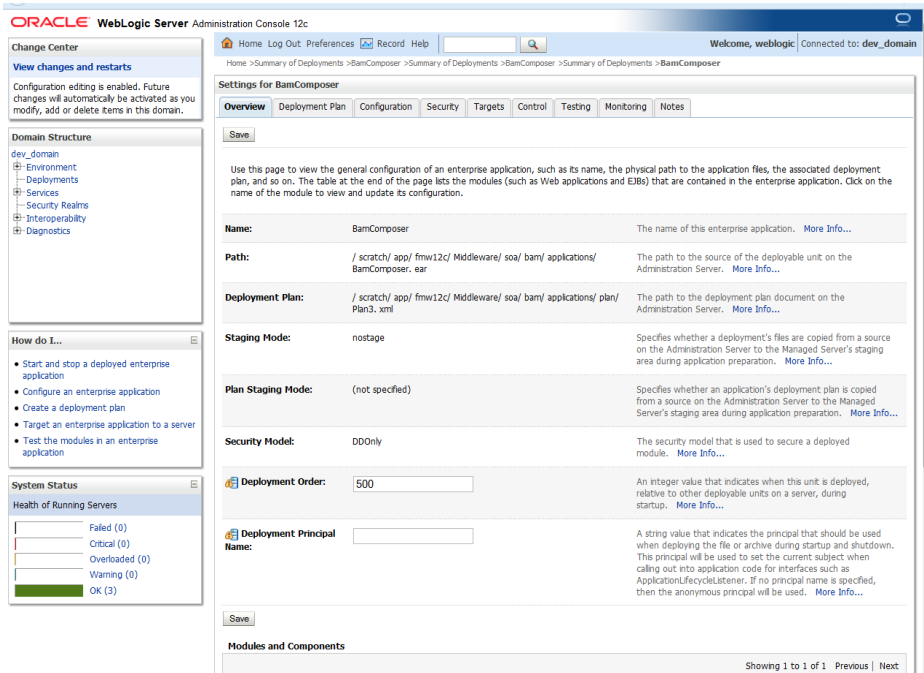 ORACLE WebLogic Server Administration Console 12c
Change Center
View changes and restarts
Configuration editing is enabled. Future
changes will automatically be activated as you
modify, add or delete items in this domain.
Domain Structure
dev_domain
Environment
Deployments
Services
Security Realms
Interoperability
Diagnostics
How do I...
Start and stop a deployed enterprise
application
Configure an enterprise application
Create a deployment plan
Target an enterprise application to a server
Test the modules in an enterprise
application
System Status
Health of Running Servers
Failed (0)
Critical (0)
Overloaded (0)
Warning (0)
OK (3)
Home Log Out Preferences Record Help
Welcome, weblogic Connected to: dev_domain
Home >Summary of Deployments >BamComposer >Summary of Deployments >BamComposer >Summary of Deployments >BamComposer
Settings for BamComposer
Overview Deployment Plan Configuration Security Targets Control Testing Monitoring Notes
Save
Use this page to view the general configuration of an enterprise application, such as its name, the physical path to the application files, the associated deployment
plan, and so on. The table at the end of the page lists the modules (such as Web applications and EJBs) that are contained in the enterprise application. Click on the
name of the module to view and update its configuration.
Name: BamComposer The name of this enterprise application. More Info...
Path: / scratch/ app/ fmw12c/ Middleware/ soa/ bam/ applications/ The path to the source of the deployable unit on the
BamComposer. ear Administration Server. More Info...
Deployment Plan: / scratch/ app/ fmw12c/ Middleware/ soa/ bam/ applications/ plan/ The path to the deployment plan document on the
Plan3. xml Administration Server. More Info...
Staging Mode: nostage Specifies whether a deployment's files are copied from a source
on the Administration Server to the Managed Server's staging
area during application preparation. More Info...
Plan Staging Mode: (not specified) Specifies whether an application's deployment plan is copied
from a source on the Administration Server to the Managed
Server's staging area during application preparation. More Info...
Security Model: DDOnly The security model that is used to secure a deployed
module. More Info...
Deployment Order: 500 An integer value that indicates when this unit is deployed,
relative to other deployable units on a server, during
startup. More Info...
Deployment Principal A string value that indicates the principal that should be used
Name: when deploying the file or archive during startup and shutdown.
This principal will be used to set the current subject when
calling out into application code for interfaces such as
ApplicationLifecycleListener. If no principal name is specified,
then the anonymous principal will be used. More Info...
Save
Modules and Components
Showing 1 to 1 of 1 Previous | Next